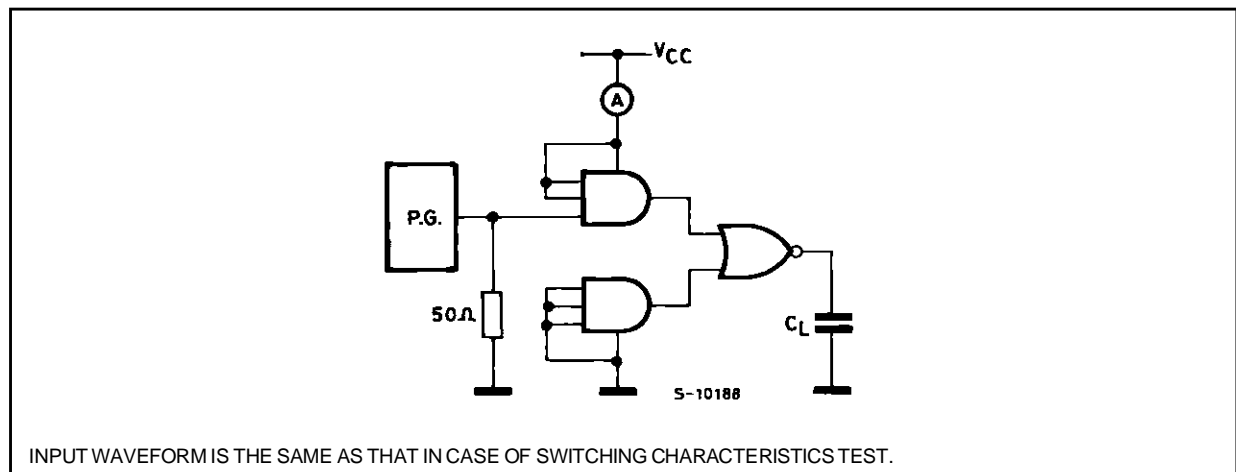 VCC
A
P.G.
50Ω
CL
S-10188
INPUT WAVEFORM IS THE SAME AS THAT IN CASE OF SWITCHING CHARACTERISTICS TEST.